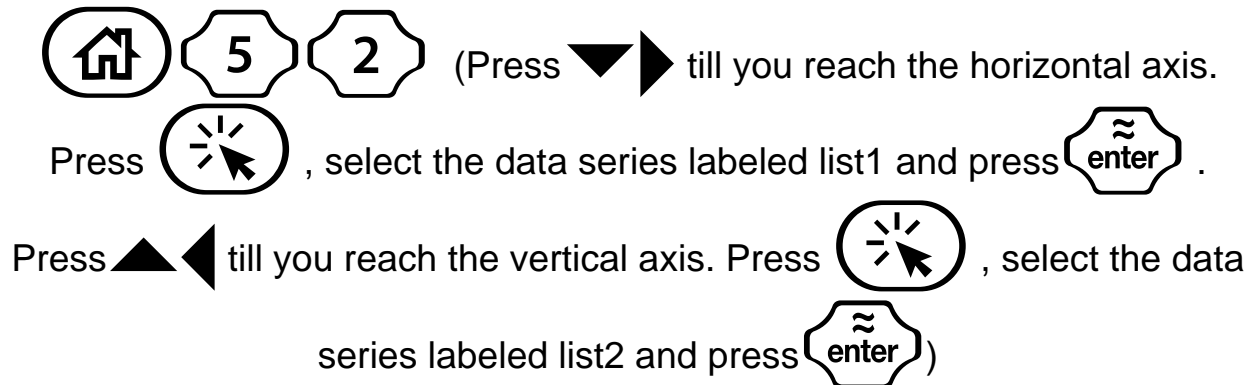 5 2 (Press till you reach the horizontal axis.
Press , select the data series labeled list1 and press ≈ enter .
Press till you reach the vertical axis. Press , select the data
series labeled list2 and press ≈ enter )